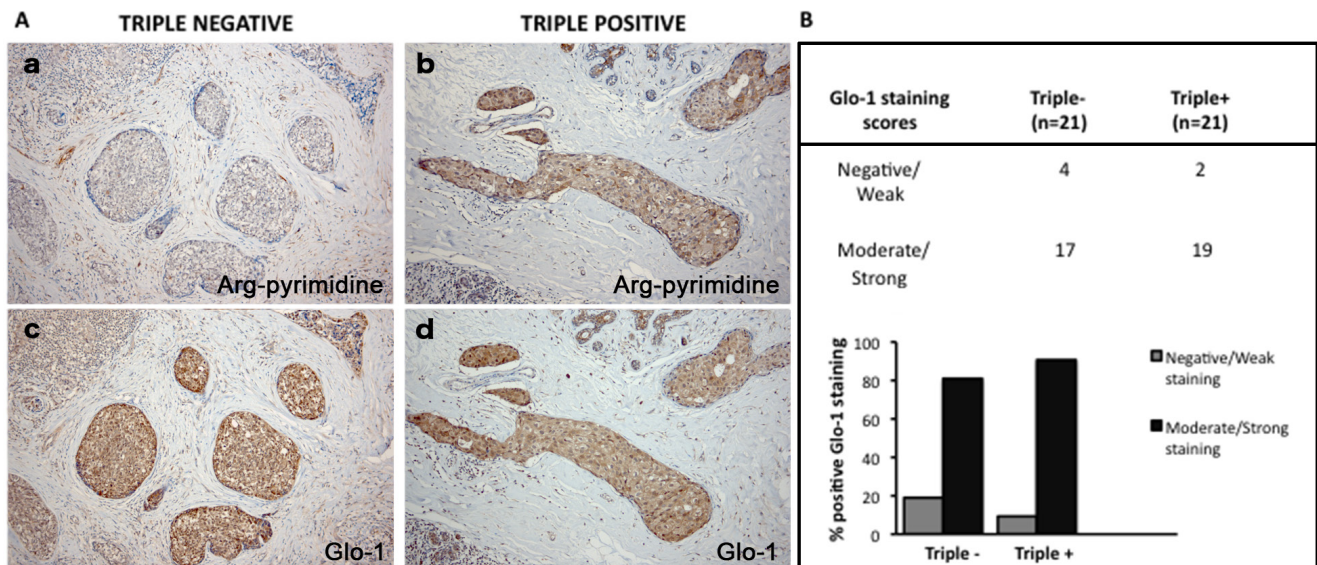 A
TRIPLE NEGATIVE
TRIPLE POSITIVE
a
Arg-pyrimidine
b
Arg-pyrimidine
c
Glo-1
d
Glo-1
B
Glo-1 staining
scores
Triple-
(n=21)
Triple+
(n=21)
Negative/
Weak
4
2
Moderate/
Strong
17
19
% positive Glo-1 staining
100
80
60
40
20
0
Triple -
Triple +
Negative/Weak
staining
Moderate/Strong
staining